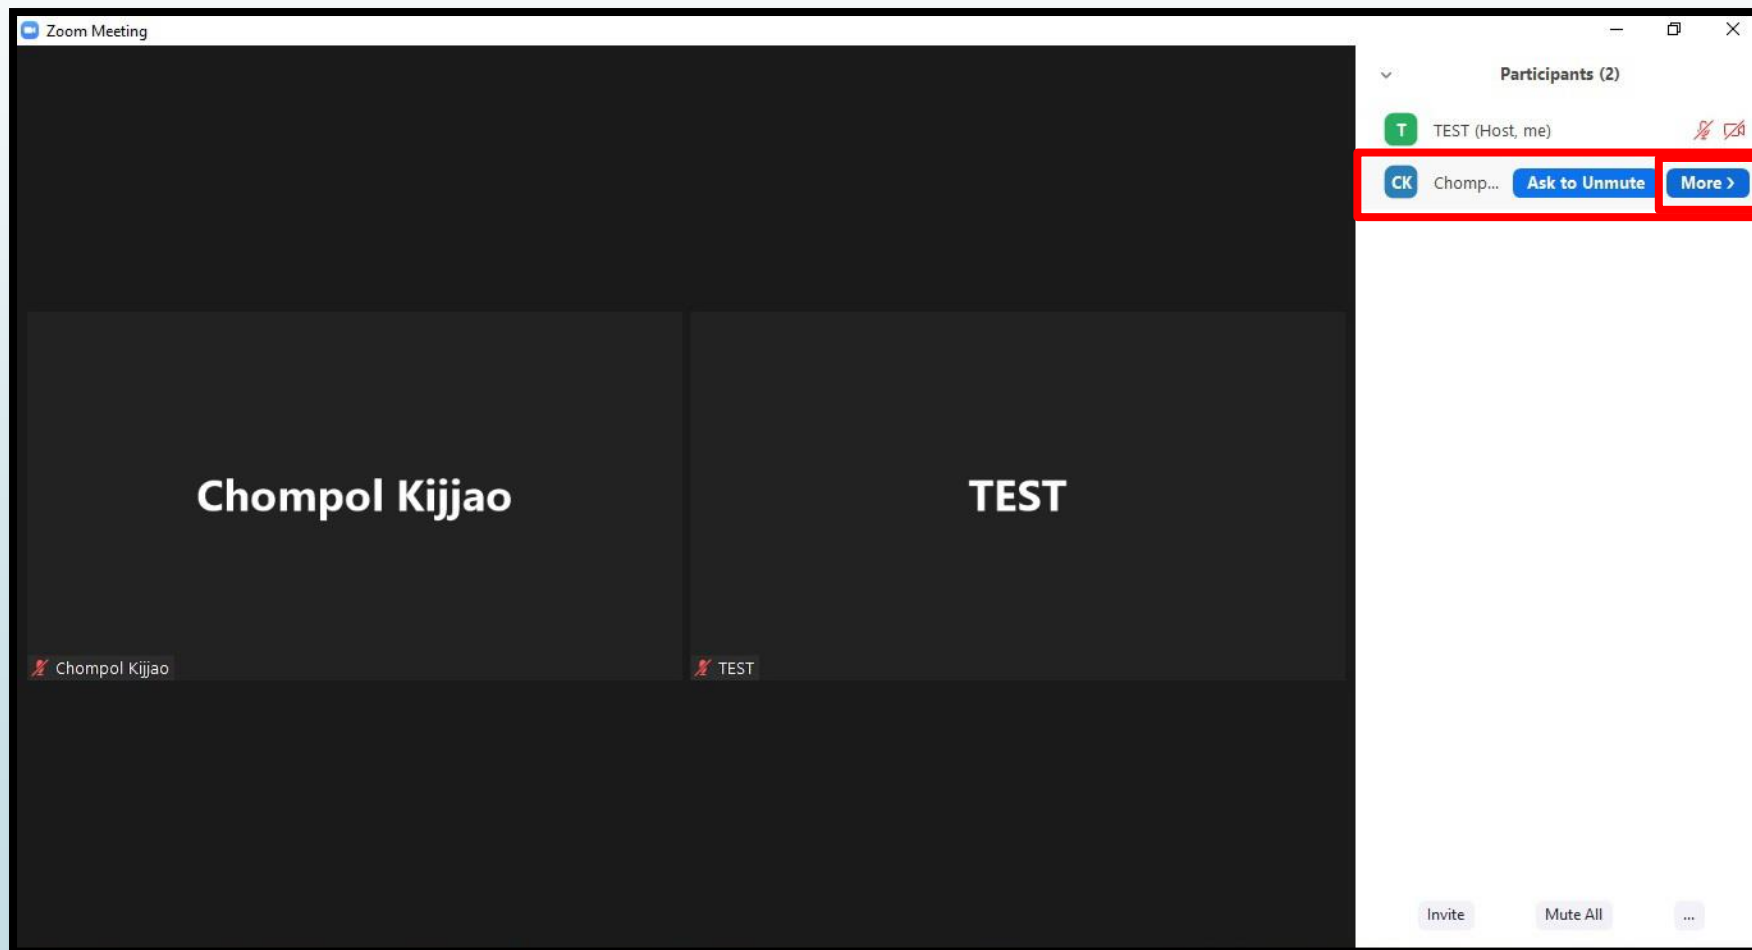 Zoom Meeting
Participants (2)
T TEST (Host, me)
CK Chomp... Ask to Unmute More >
Chompol Kijjao
TEST
Chompol Kijjao
TEST
Invite Mute All ...